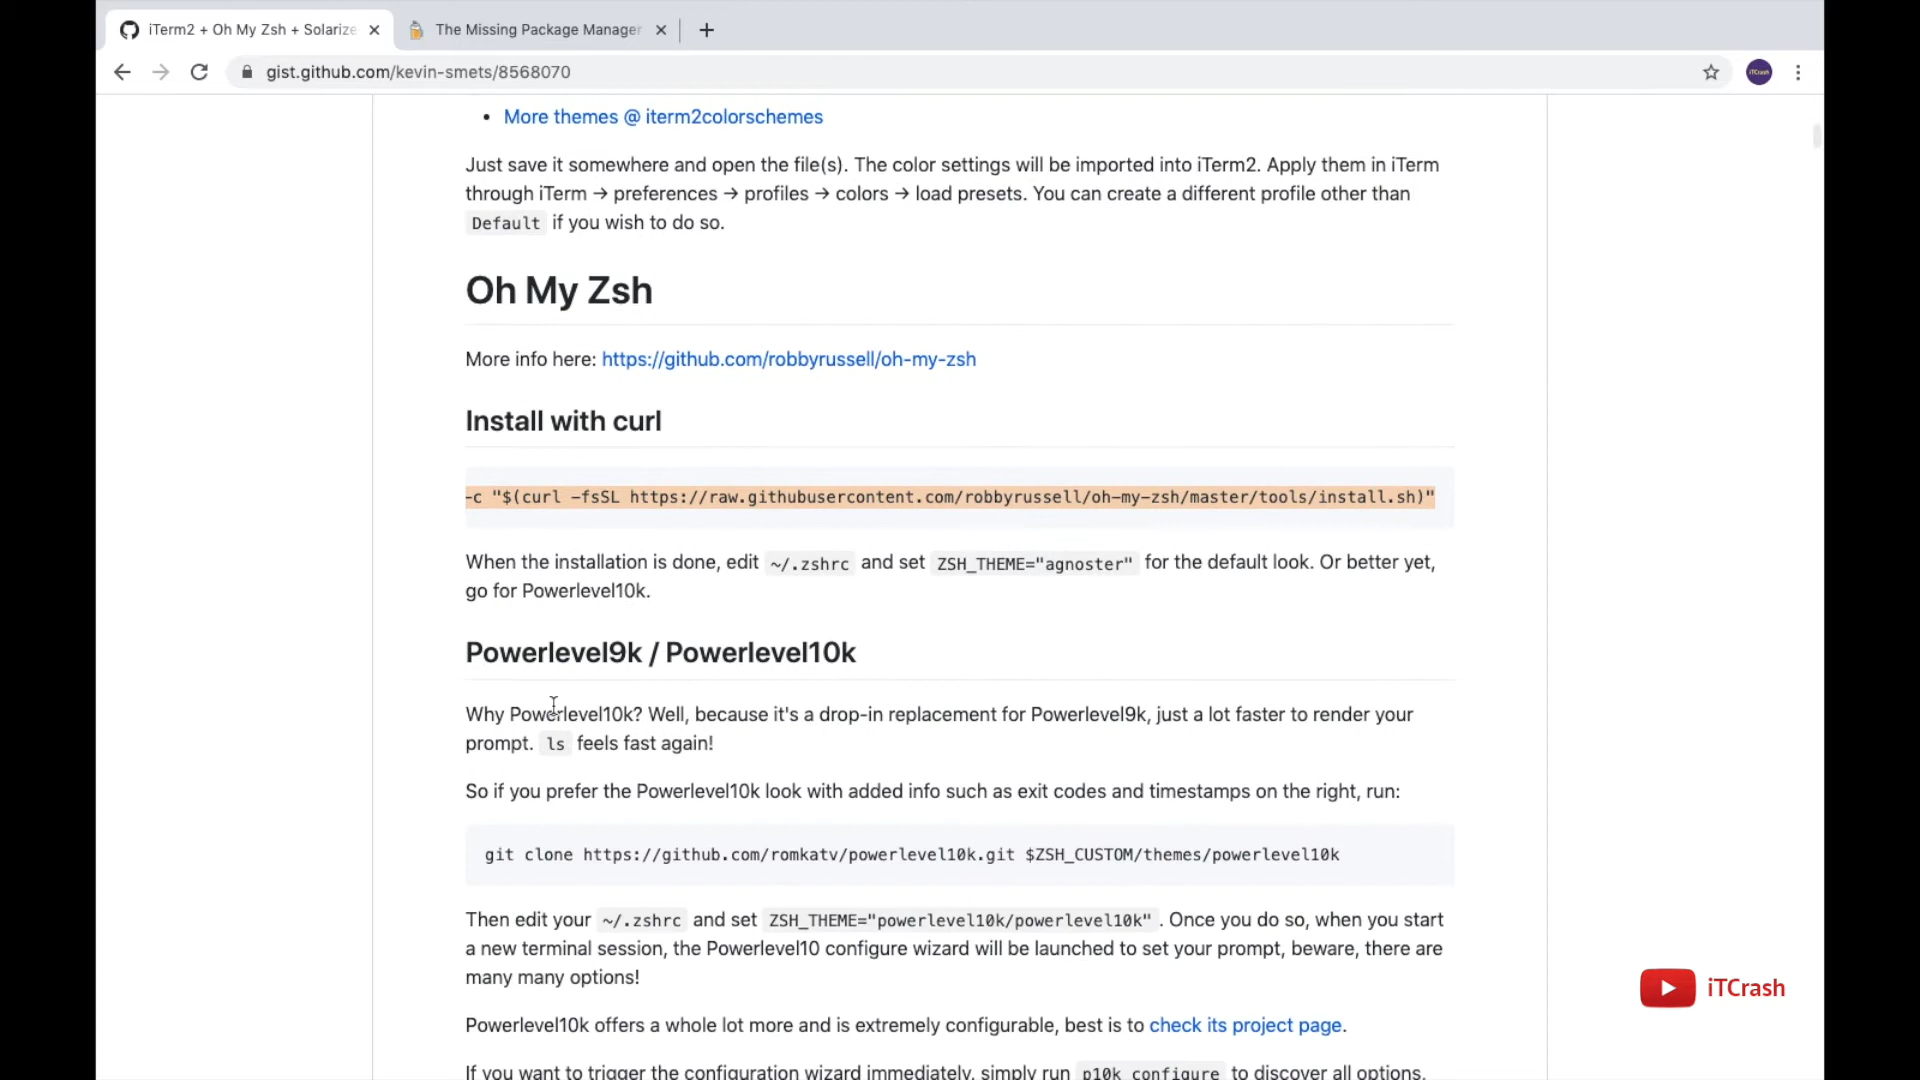 iTerm2 + Oh My Zsh + Solarize
The Missing Package Manager
gist.github.com/kevin-smets/8568070
iTCrash
• More themes @ iterm2colorschemes
Just save it somewhere and open the file(s). The color settings will be imported into iTerm2. Apply them in iTerm
through iTerm → preferences → profiles → colors → load presets. You can create a different profile other than
Default if you wish to do so.
Oh My Zsh
More info here: https://github.com/robbyrussell/oh-my-zsh
Install with curl
-c "$(curl -fsSL https://raw.githubusercontent.com/robbyrussell/oh-my-zsh/master/tools/install.sh)"
When the installation is done, edit ~/.zshrc and set ZSH_THEME="agnoster" for the default look. Or better yet,
go for Powerlevel10k.
Powerlevel9k / Powerlevel10k
Why Powerlevel10k? Well, because it's a drop-in replacement for Powerlevel9k, just a lot faster to render your
prompt. ls feels fast again!
So if you prefer the Powerlevel10k look with added info such as exit codes and timestamps on the right, run:
git clone https://github.com/romkatv/powerlevel10k.git $ZSH_CUSTOM/themes/powerlevel10k
Then edit your ~/.zshrc and set ZSH_THEME="powerlevel10k/powerlevel10k" . Once you do so, when you start
a new terminal session, the Powerlevel10 configure wizard will be launched to set your prompt, beware, there are
many many options!
iTCrash
Powerlevel10k offers a whole lot more and is extremely configurable, best is to check its project page.
If you want to trigger the configuration wizard immediately, simply run p10k configure to discover all options.